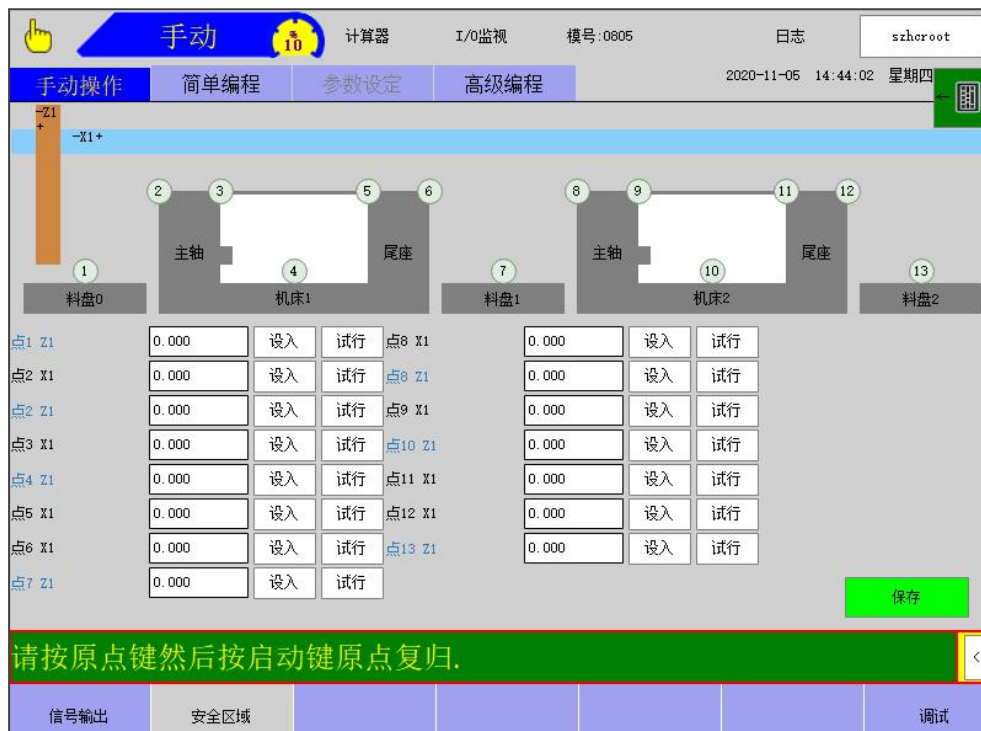 手动
10
计算器
I/O监视
模号:0805
日志
szhcroot
手动操作
简单编程
参数设定
高级编程
2020-11-05 14:44:02 星期四
-Z1
+
-X1+
2
3
5
6
8
9
11
12
主轴
尾座
主轴
尾座
1
4
7
10
13
料盘0
机床1
料盘1
机床2
料盘2
点1 Z1 0.000 设入 试行 点8 X1 0.000 设入 试行
点2 X1 0.000 设入 试行 点8 Z1 0.000 设入 试行
点2 Z1 0.000 设入 试行 点9 X1 0.000 设入 试行
点3 X1 0.000 设入 试行 点10 Z1 0.000 设入 试行
点4 Z1 0.000 设入 试行 点11 X1 0.000 设入 试行
点5 X1 0.000 设入 试行 点12 X1 0.000 设入 试行
点6 X1 0.000 设入 试行 点13 Z1 0.000 设入 试行
点7 Z1 0.000 设入 试行
保存
请按原点键然后按启动键原点复归.
<
信号输出
安全区域
调试